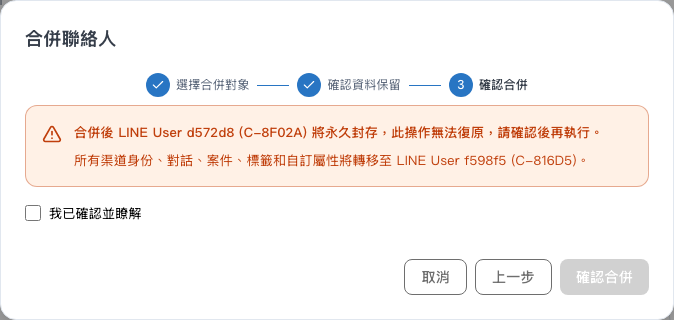 合併聯絡人
選擇合併對象 確認資料保留 3 確認合併
合併後 LINE User d572d8 (C-8F02A) 將永久封存，此操作無法復原，請確認後再執行。
所有渠道身份、對話、案件、標籤和自訂屬性將轉移至 LINE User f598f5 (C-816D5)。
我已確認並瞭解
取消 上一步 確認合併